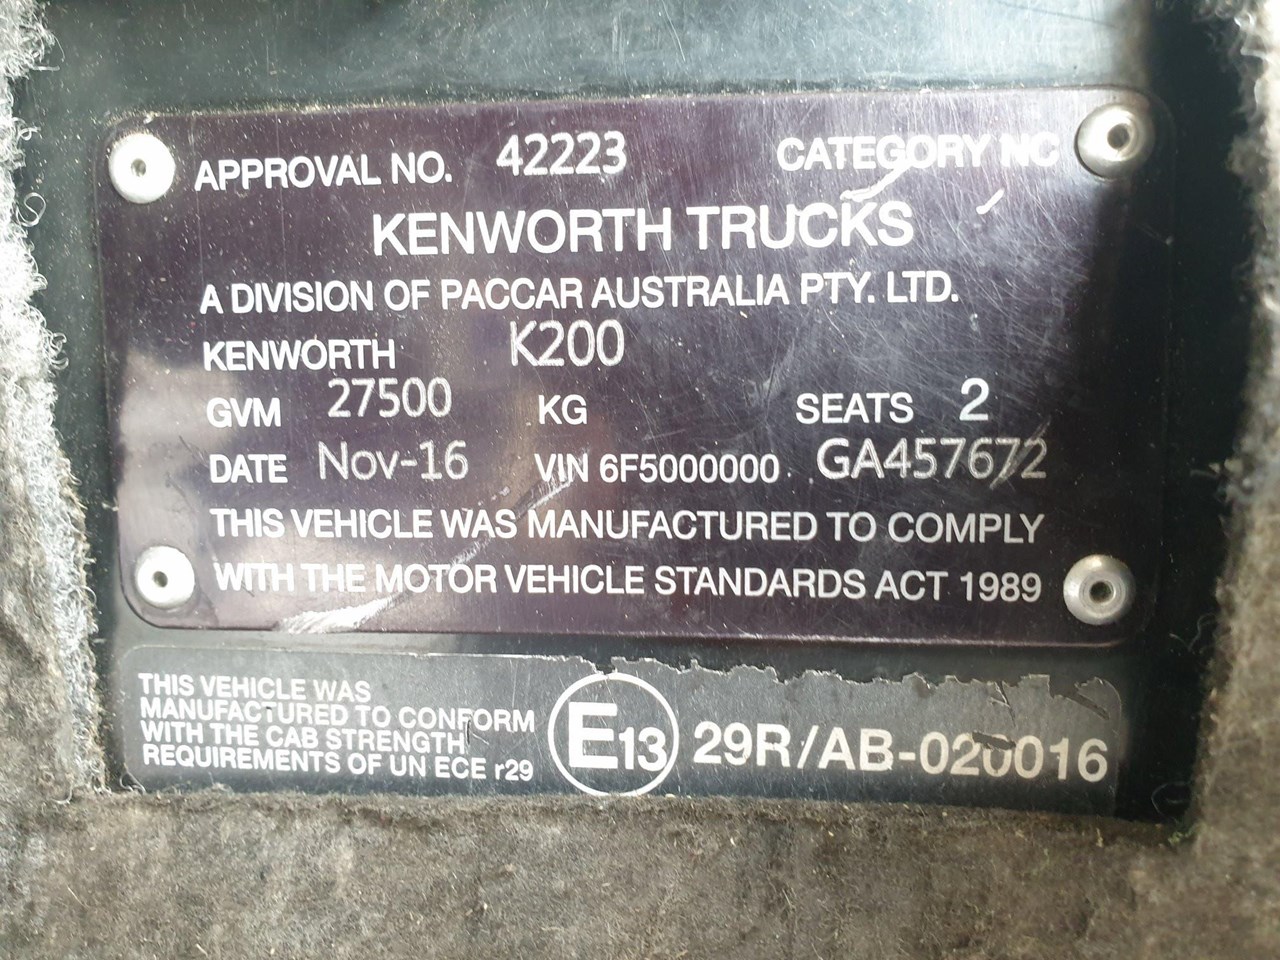 APPROVAL NO. 42223 CATEGORY NC
KENWORTH TRUCKS
A DIVISION OF PACCAR AUSTRALIA PTY. LTD.
KENWORTH K200
GVM 27500 KG SEATS 2
DATE Nov-16 VIN 6F5000000 GA457672
THIS VEHICLE WAS MANUFACTURED TO COMPLY
WITH THE MOTOR VEHICLE STANDARDS ACT 1989
THIS VEHICLE WAS
MANUFACTURED TO CONFORM
WITH THE CAB STRENGTH
REQUIREMENTS OF UN ECE r29
E13 29R/AB-020016